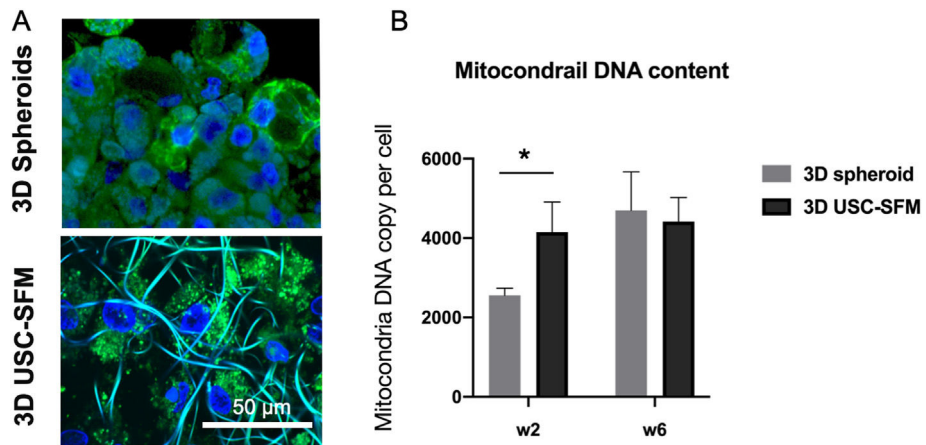 A
3D Spheroids
3D USC-SFM
50 μm
B
Mitocondrail DNA content
Mitocondria DNA copy per cell
6000
4000
2000
0
*
w2
w6
3D spheroid
3D USC-SFM